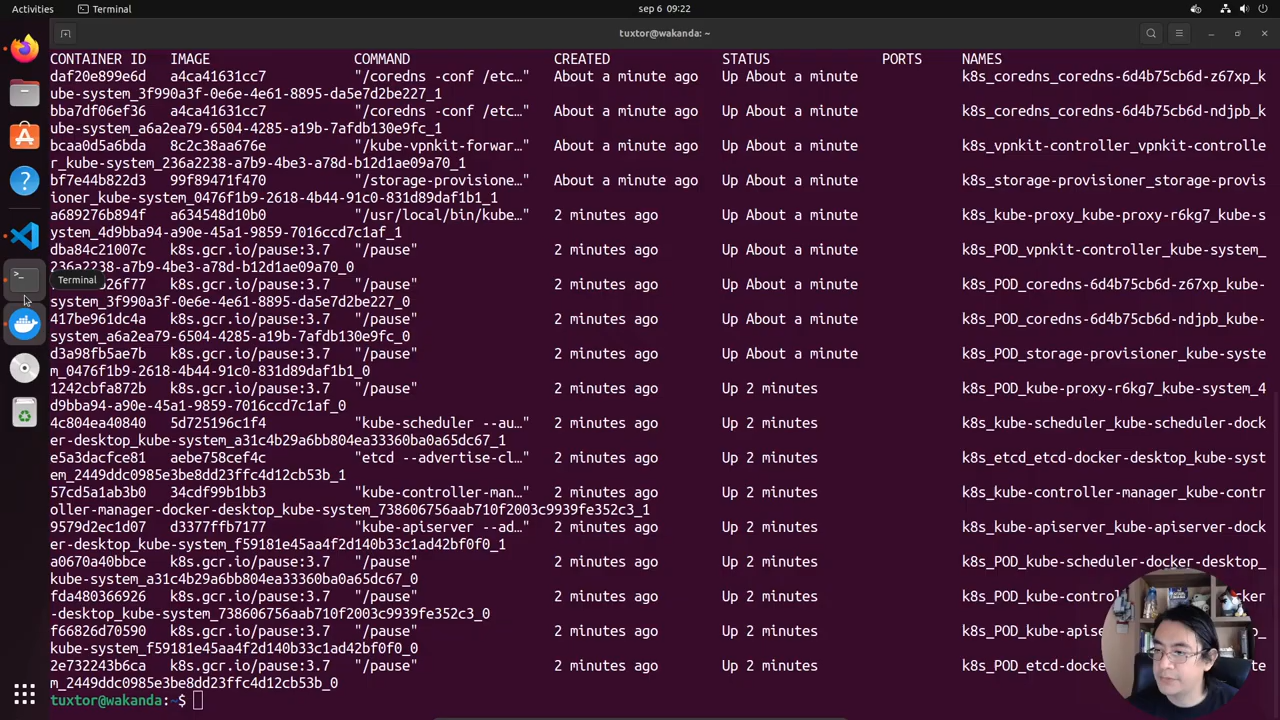 Activities Terminal sep 6 09:22
tuxtor@wakanda: ~
CONTAINER ID IMAGE COMMAND CREATED STATUS PORTS NAMES
daf20e899e6d a4ca41631cc7 "/coredns -conf /etc…" About a minute ago Up About a minute k8s_coredns_coredns-6d4b75cb6d-z67xp_k
ube-system_3f990a3f-0e6e-4e61-8895-da5e7d2be227_1
bba7df06ef36 a4ca41631cc7 "/coredns -conf /etc…" About a minute ago Up About a minute k8s_coredns_coredns-6d4b75cb6d-ndjpb_k
ube-system_a6a2ea79-6504-4285-a19b-7afdb130e9fc_1
bcaa0d5a6bda 8c2c38aa676e "/kube-vpnkit-forwar…" About a minute ago Up About a minute k8s_vpnkit-controller_vpnkit-controlle
r_kube-system_236a2238-a7b9-4be3-a78d-b12d1ae09a70_1
bf7e44b822d3 99f89471f470 "/storage-provisione…" About a minute ago Up About a minute k8s_storage-provisioner_storage-provis
ioner_kube-system_0476f1b9-2618-4b44-91c0-831d89daf1b1_1
a689276b894f a634548d10b0 "/usr/local/bin/kube…" 2 minutes ago Up 2 minutes k8s_kube-proxy_kube-proxy-r6kg7_kube-s
ystem_4d9bba94-a90e-45a1-9859-7016ccd7c1af_1
dba84c21007c k8s.gcr.io/pause:3.7 "/pause" 2 minutes ago Up About a minute k8s_POD_vpnkit-controller_kube-system_
236a2238-a7b9-4be3-a78d-b12d1ae09a70_0
Terminal
26f77 k8s.gcr.io/pause:3.7 "/pause" 2 minutes ago Up About a minute k8s_POD_coredns-6d4b75cb6d-z67xp_kube-
system_3f990a3f-0e6e-4e61-8895-da5e7d2be227_0
417be961dc4a k8s.gcr.io/pause:3.7 "/pause" 2 minutes ago Up About a minute k8s_POD_coredns-6d4b75cb6d-ndjpb_kube-
system_a6a2ea79-6504-4285-a19b-7afdb130e9fc_0
d3a98fb5ae7b k8s.gcr.io/pause:3.7 "/pause" 2 minutes ago Up About a minute k8s_POD_storage-provisioner_kube-syste
m_0476f1b9-2618-4b44-91c0-831d89daf1b1_0
1242cbfa872b k8s.gcr.io/pause:3.7 "/pause" 2 minutes ago Up 2 minutes k8s_POD_kube-proxy-r6kg7_kube-system_4
d9bba94-a90e-45a1-9859-7016ccd7c1af_0
4c804ea40840 5d725196c1f4 "kube-scheduler --au…" 2 minutes ago Up 2 minutes k8s_kube-scheduler_kube-scheduler-dock
er-desktop_kube-system_a31c4b29a6bb804ea33360ba0a65dc67_1
e5a3dacfce81 aebe758cef4c "etcd --advertise-cl…" 2 minutes ago Up 2 minutes k8s_etcd_etcd-docker-desktop_kube-syst
em_2449ddc0985e3be8dd23ffc4d12cb53b_1
57cd5a1ab3b0 34cdf99b1bb3 "kube-controller-man…" 2 minutes ago Up 2 minutes k8s_kube-controller-manager_kube-contr
oller-manager-docker-desktop_kube-system_738606756aab710f2003c9939fe352c3_1
9579d2ec1d07 d3377ffb7177 "kube-apiserver --ad…" 2 minutes ago Up 2 minutes k8s_kube-apiserver_kube-apiserver-dock
er-desktop_kube-system_f59181e45aa4f2d140b33c1ad42bf0f0_1
a0670a40bbce k8s.gcr.io/pause:3.7 "/pause" 2 minutes ago Up 2 minutes k8s_POD_kube-scheduler-docker-desktop_
kube-system_a31c4b29a6bb804ea33360ba0a65dc67_0
fda480366926 k8s.gcr.io/pause:3.7 "/pause" 2 minutes ago Up 2 minutes k8s_POD_kube-contro ker
-desktop_kube-system_738606756aab710f2003c9939fe352c3_0
f66826d70590 k8s.gcr.io/pause:3.7 "/pause" 2 minutes ago Up 2 minutes k8s_POD_kube-apise
kube-system_f59181e45aa4f2d140b33c1ad42bf0f0_0
2e732243b6ca k8s.gcr.io/pause:3.7 "/pause" 2 minutes ago Up 2 minutes k8s_POD_etcd-docke te
m_2449ddc0985e3be8dd23ffc4d12cb53b_0
tuxtor@wakanda:~$